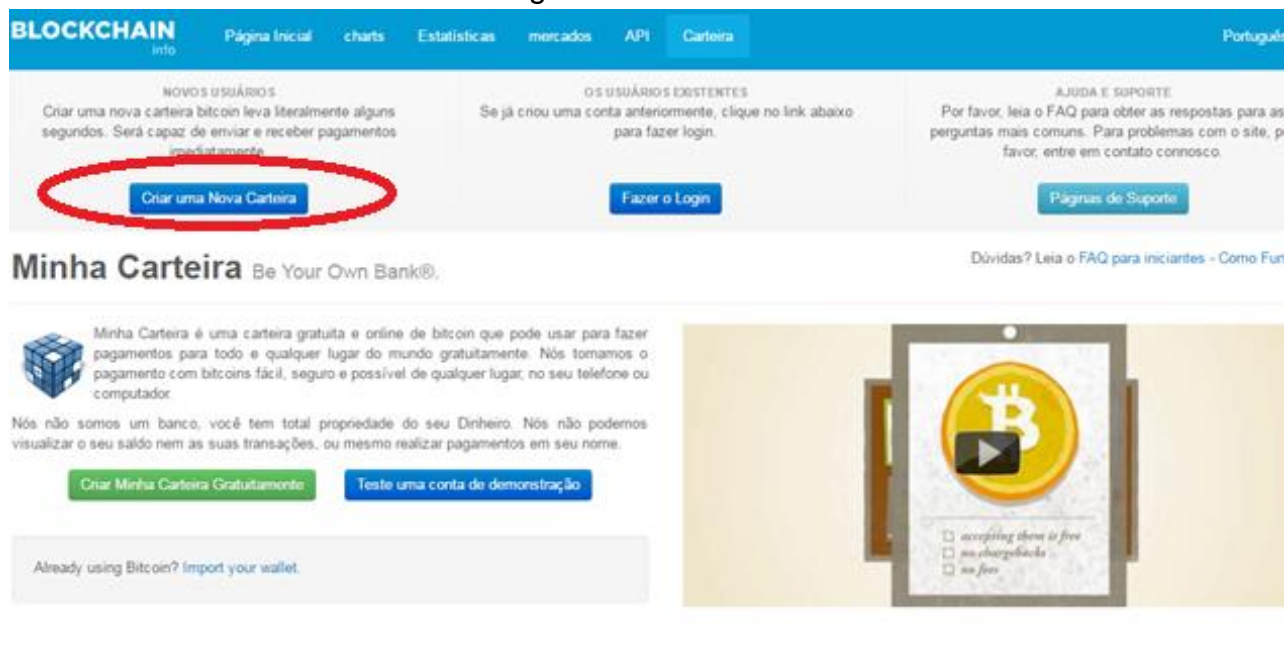 BLOCKCHAIN
info
Página Inicial charts Estatísticas mercados API Carteira Português
NOVOS USUÁRIOS
Criar uma nova carteira bitcoin leva literalmente alguns
segundos. Será capaz de enviar e receber pagamentos
imediatamente
Criar uma Nova Carteira
OS USUÁRIOS EXISTENTES
Se já criou uma conta anteriormente, clique no link abaixo
para fazer login.
Fazer o Login
AJUDA E SUPORTE
Por favor, leia o FAQ para obter as respostas para as
perguntas mais comuns. Para problemas com o site, p
favor, entre em contato connosco.
Páginas de Suporte
Minha Carteira Be Your Own Bank®.
Dúvidas? Leia o FAQ para iniciantes - Como Fun
Minha Carteira é uma carteira gratuita e online de bitcoin que pode usar para fazer
pagamentos para todo e qualquer lugar do mundo gratuitamente. Nós tornamos o
pagamento com bitcoins fácil, seguro e possível de qualquer lugar, no seu telefone ou
computador.
Nós não somos um banco, você tem total propriedade do seu Dinheiro. Nós não podemos
visualizar o seu saldo nem as suas transações, ou mesmo realizar pagamentos em seu nome.
Criar Minha Carteira Gratuitamente Teste uma conta de demonstração
Already using Bitcoin? Import your wallet.
accepting them is free
no chargebacks
no fees